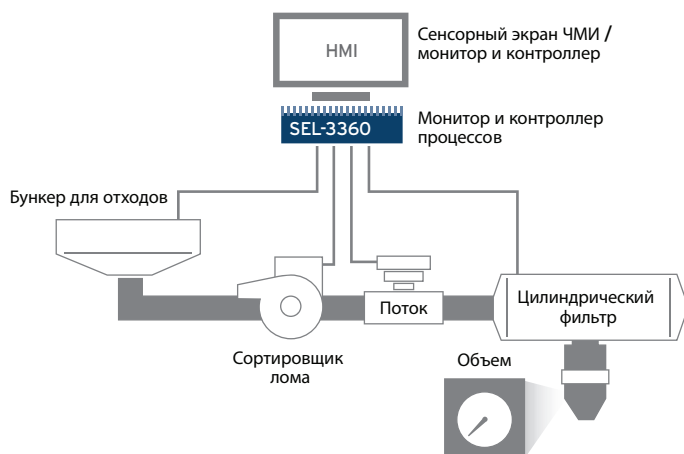 HMI
Сенсорный экран ЧМИ /
монитор и контроллер
SEL-3360
Монитор и контроллер
процессов
Бункер для отходов
Поток
Цилиндрический
фильтр
Сортировщик
лома
Объем